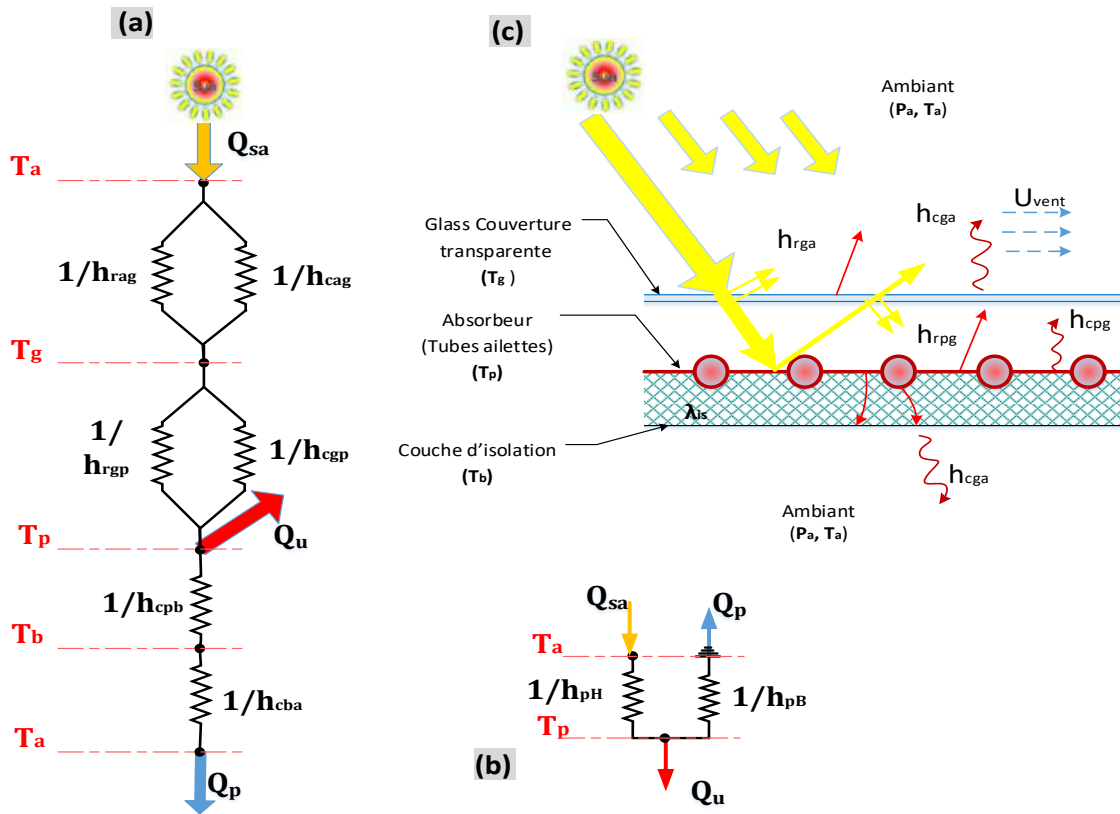 (a)
Sun
Qsa
Ta
1/hrag
1/hcag
Tg
1/
hrgp
1/hcgp
Qu
Tp
1/hcpb
Tb
1/hcba
Ta
Qp
(c)
Sun
Ambiant
(Pa, Ta)
Uvent
hcga
hrga
Glass Couverture
transparente
(Tg )
Absorbeur
(Tubes ailettes)
(Tp)
hrpg
hcpg
λis
Couche d'isolation
(Tb)
hcga
Ambiant
(Pa, Ta)
Qsa
Qp
Ta
1/hpH
1/hpB
Tp
(b)
Qu